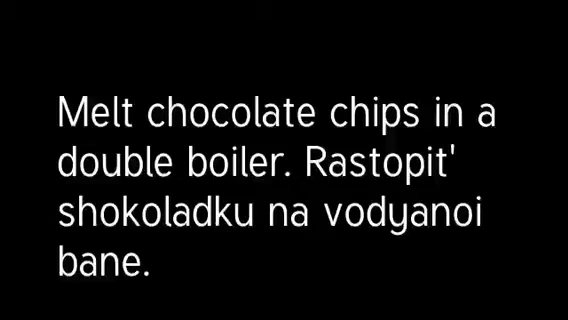 Melt chocolate chips in a
double boiler. Rastopit'
shokoladku na vodyanoi
bane.